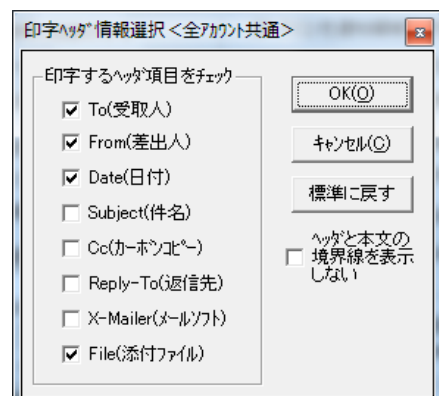 印字ﾍｯﾀﾞ情報選択＜全ｱｶｳﾝﾄ共通＞
印字するﾍｯﾀﾞ項目をﾁｪｯｸ
To(受取人)
From(差出人)
Date(日付)
Subject(件名)
Cc(ｶｰﾎﾞﾝｺﾋﾟｰ)
Reply-To(返信先)
X-Mailer(ﾒｰﾙｿﾌﾄ)
File(添付ﾌｧｲﾙ)
OK(O)
ｷｬﾝｾﾙ(C)
標準に戻す
ﾍｯﾀﾞと本文の
境界線を表示
しない